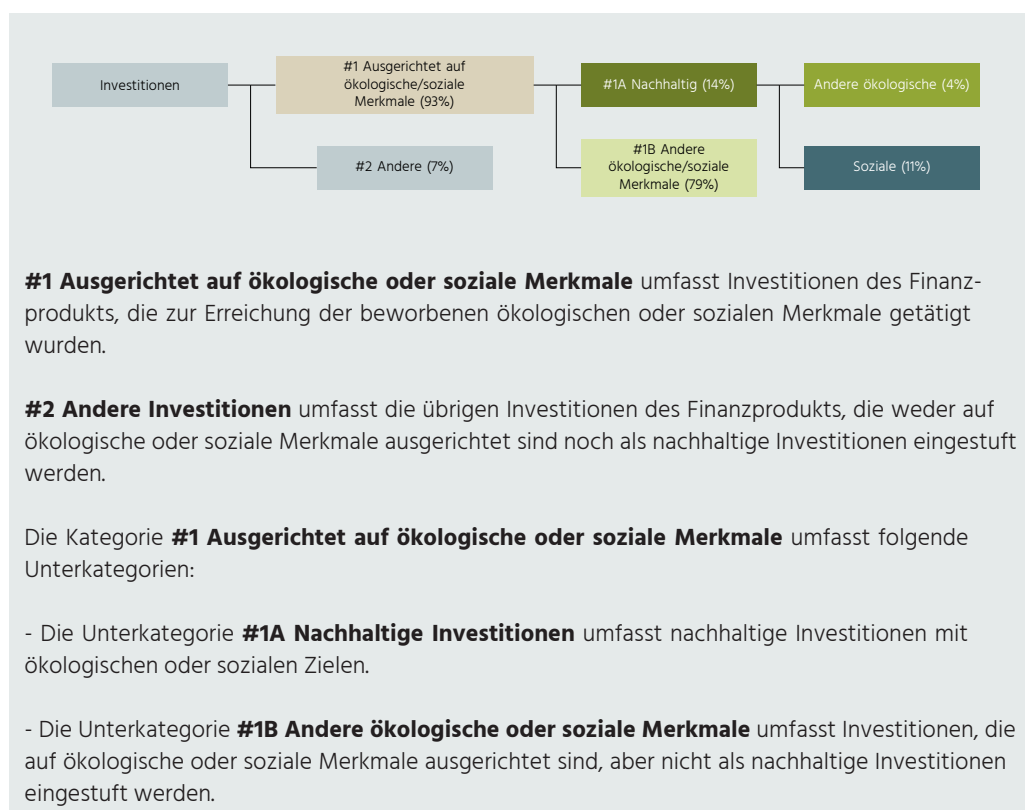 Investitionen
#1 Ausgerichtet auf
ökologische/soziale
Merkmale (93%)
#1A Nachhaltig (14%)
Andere ökologische (4%)
#2 Andere (7%)
#1B Andere
ökologische/soziale
Merkmale (79%)
Soziale (11%)
#1 Ausgerichtet auf ökologische oder soziale Merkmale umfasst Investitionen des Finanz-
produkts, die zur Erreichung der beworbenen ökologischen oder sozialen Merkmale getätigt
wurden.
#2 Andere Investitionen umfasst die übrigen Investitionen des Finanzprodukts, die weder auf
ökologische oder soziale Merkmale ausgerichtet sind noch als nachhaltige Investitionen eingestuft
werden.
Die Kategorie #1 Ausgerichtet auf ökologische oder soziale Merkmale umfasst folgende
Unterkategorien:
- Die Unterkategorie #1A Nachhaltige Investitionen umfasst nachhaltige Investitionen mit
ökologischen oder sozialen Zielen.
- Die Unterkategorie #1B Andere ökologische oder soziale Merkmale umfasst Investitionen, die
auf ökologische oder soziale Merkmale ausgerichtet sind, aber nicht als nachhaltige Investitionen
eingestuft werden.